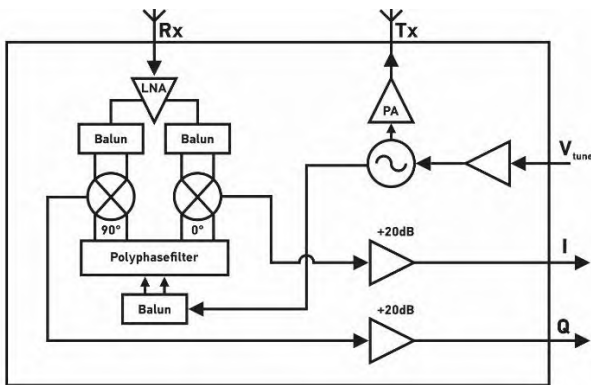 Rx
Tx
LNA
PA
Balun
Balun
V tune
90°
0°
+20dB
I
Polyphasefilter
Balun
+20dB
Q